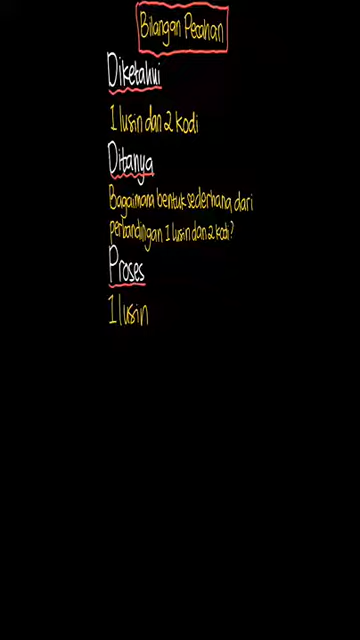 Bilangan Pecahan
Diketahui
1 lusin dan 2 kodi
Ditanya
Bagaimana bentuk sederhana dari
perbandingan 1 lusin dan 2 kodi?
Proses
1 lusin